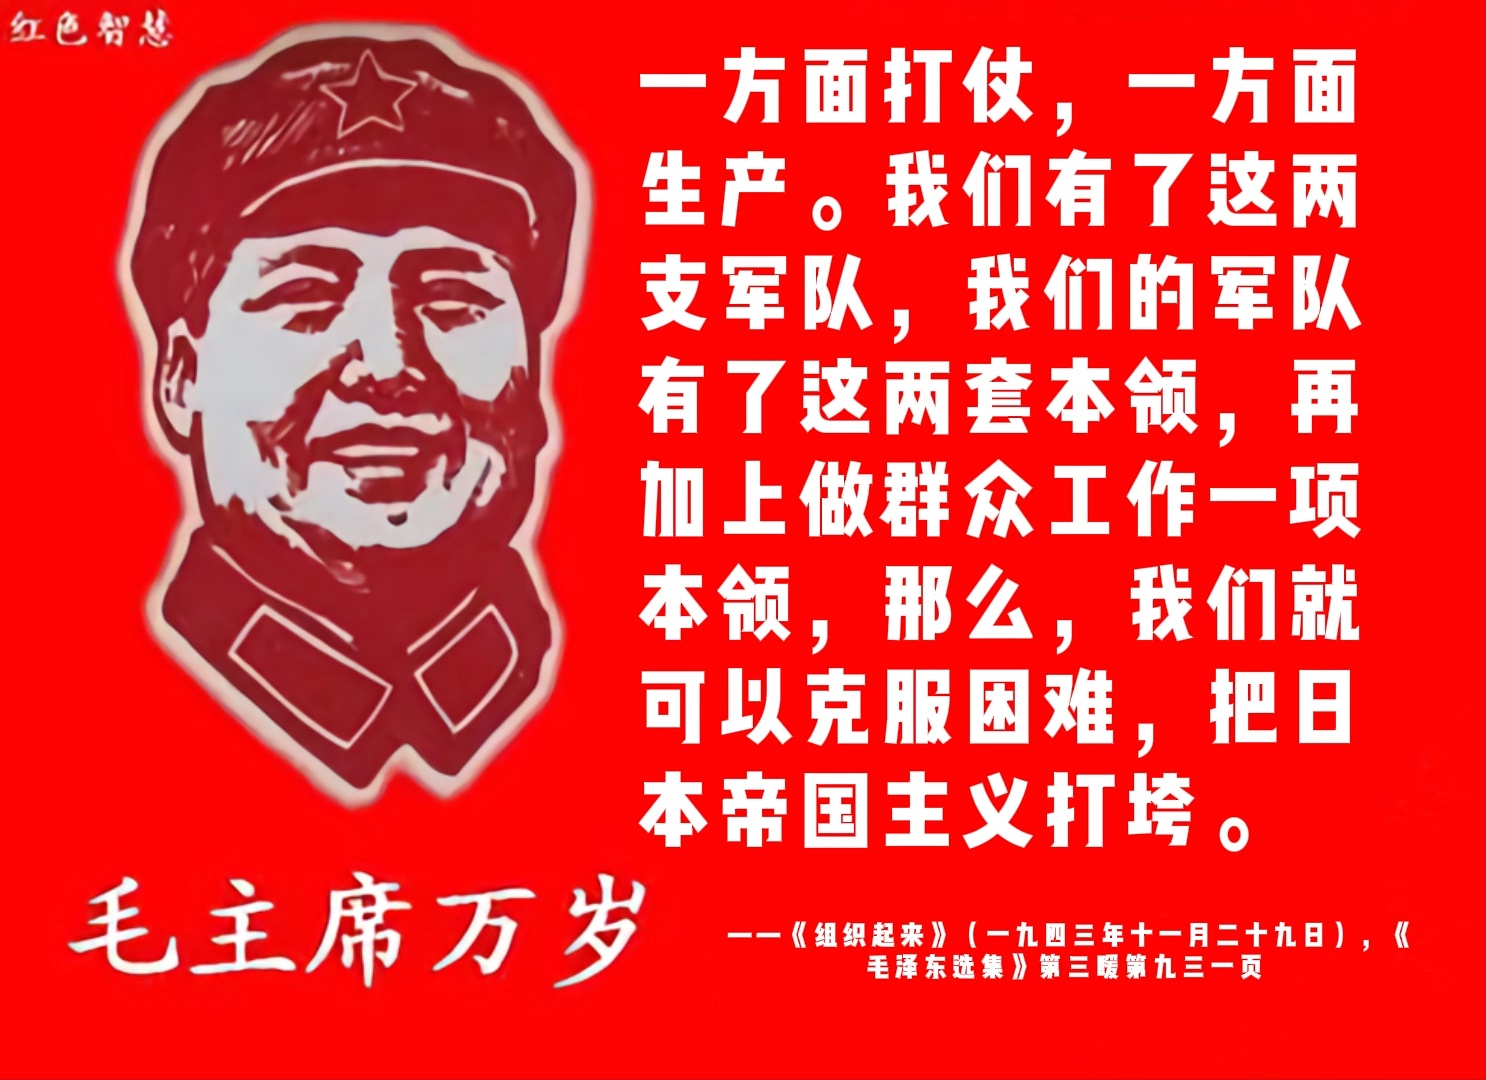 红色智慧
一方面打仗，一方面
生产。我们有了这两
支军队，我们的军队
有了这两套本领，再
加上做群众工作一项
本领，那么，我们就
可以克服困难，把日
本帝国主义打垮。
毛主席万岁
——《组织起来》（一九四三年十一月二十九日），《
毛泽东选集》第三暖第九三一页